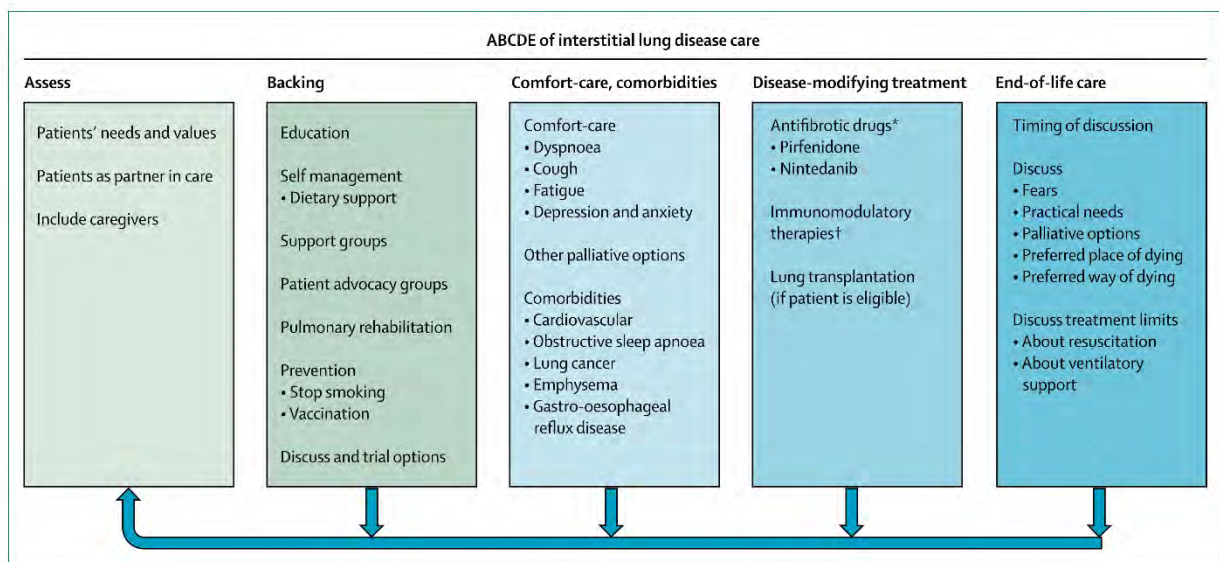 ABCDE of interstitial lung disease care
Assess
Patients' needs and values
Patients as partner in care
Include caregivers
Backing
Education
Self management
• Dietary support
Support groups
Patient advocacy groups
Pulmonary rehabilitation
Prevention
• Stop smoking
• Vaccination
Discuss and trial options
Comfort-care, comorbidities
Comfort-care
• Dyspnoea
• Cough
• Fatigue
• Depression and anxiety
Other palliative options
Comorbidities
• Cardiovascular
• Obstructive sleep apnoea
• Lung cancer
• Emphysema
• Gastro-oesophageal
reflux disease
Disease-modifying treatment
Antifibrotic drugs*
• Pirfenidone
• Nintedanib
Immunomodulatory
therapies†
Lung transplantation
(if patient is eligible)
End-of-life care
Timing of discussion
Discuss
• Fears
• Practical needs
• Palliative options
• Preferred place of dying
• Preferred way of dying
Discuss treatment limits
• About resuscitation
• About ventilatory
support